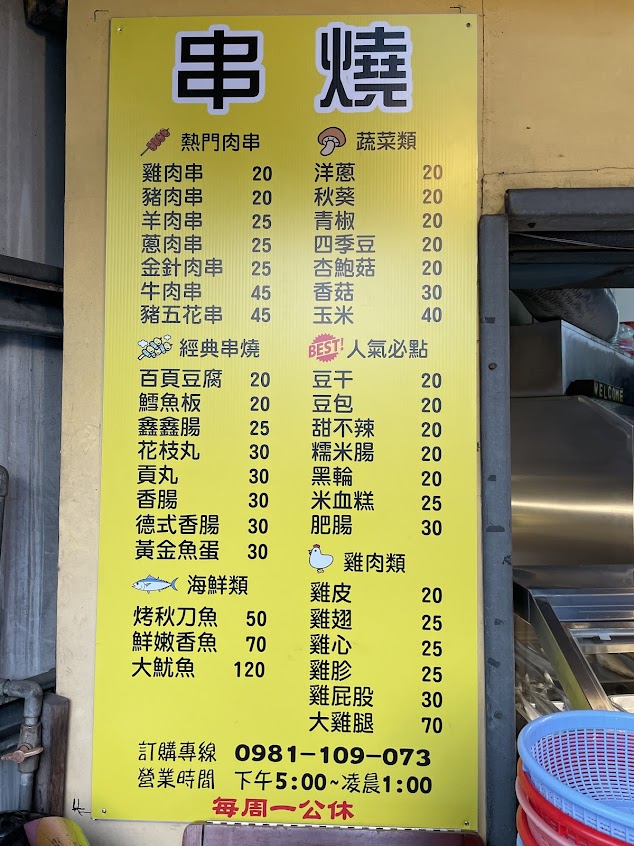 串燒
熱門肉串
雞肉串 20
豬肉串 20
羊肉串 25
蔥肉串 25
金針肉串 25
牛肉串 45
豬五花串 45
經典串燒
百頁豆腐 20
鱈魚板 20
鑫鑫腸 25
花枝丸 30
貢丸 30
香腸 30
德式香腸 30
黃金魚蛋 30
海鮮類
烤秋刀魚 50
鮮嫩香魚 70
大魷魚 120
蔬菜類
洋蔥 20
秋葵 20
青椒 20
四季豆 20
杏鮑菇 20
香菇 30
玉米 40
BEST! 人氣必點
豆干 20
豆包 20
甜不辣 20
糯米腸 20
黑輪 20
米血糕 25
肥腸 30
雞肉類
雞皮 20
雞翅 25
雞心 25
雞胗 25
雞屁股 30
大雞腿 70
訂購專線 0981-109-073
營業時間 下午5:00~凌晨1:00
每周一公休
WELCOME